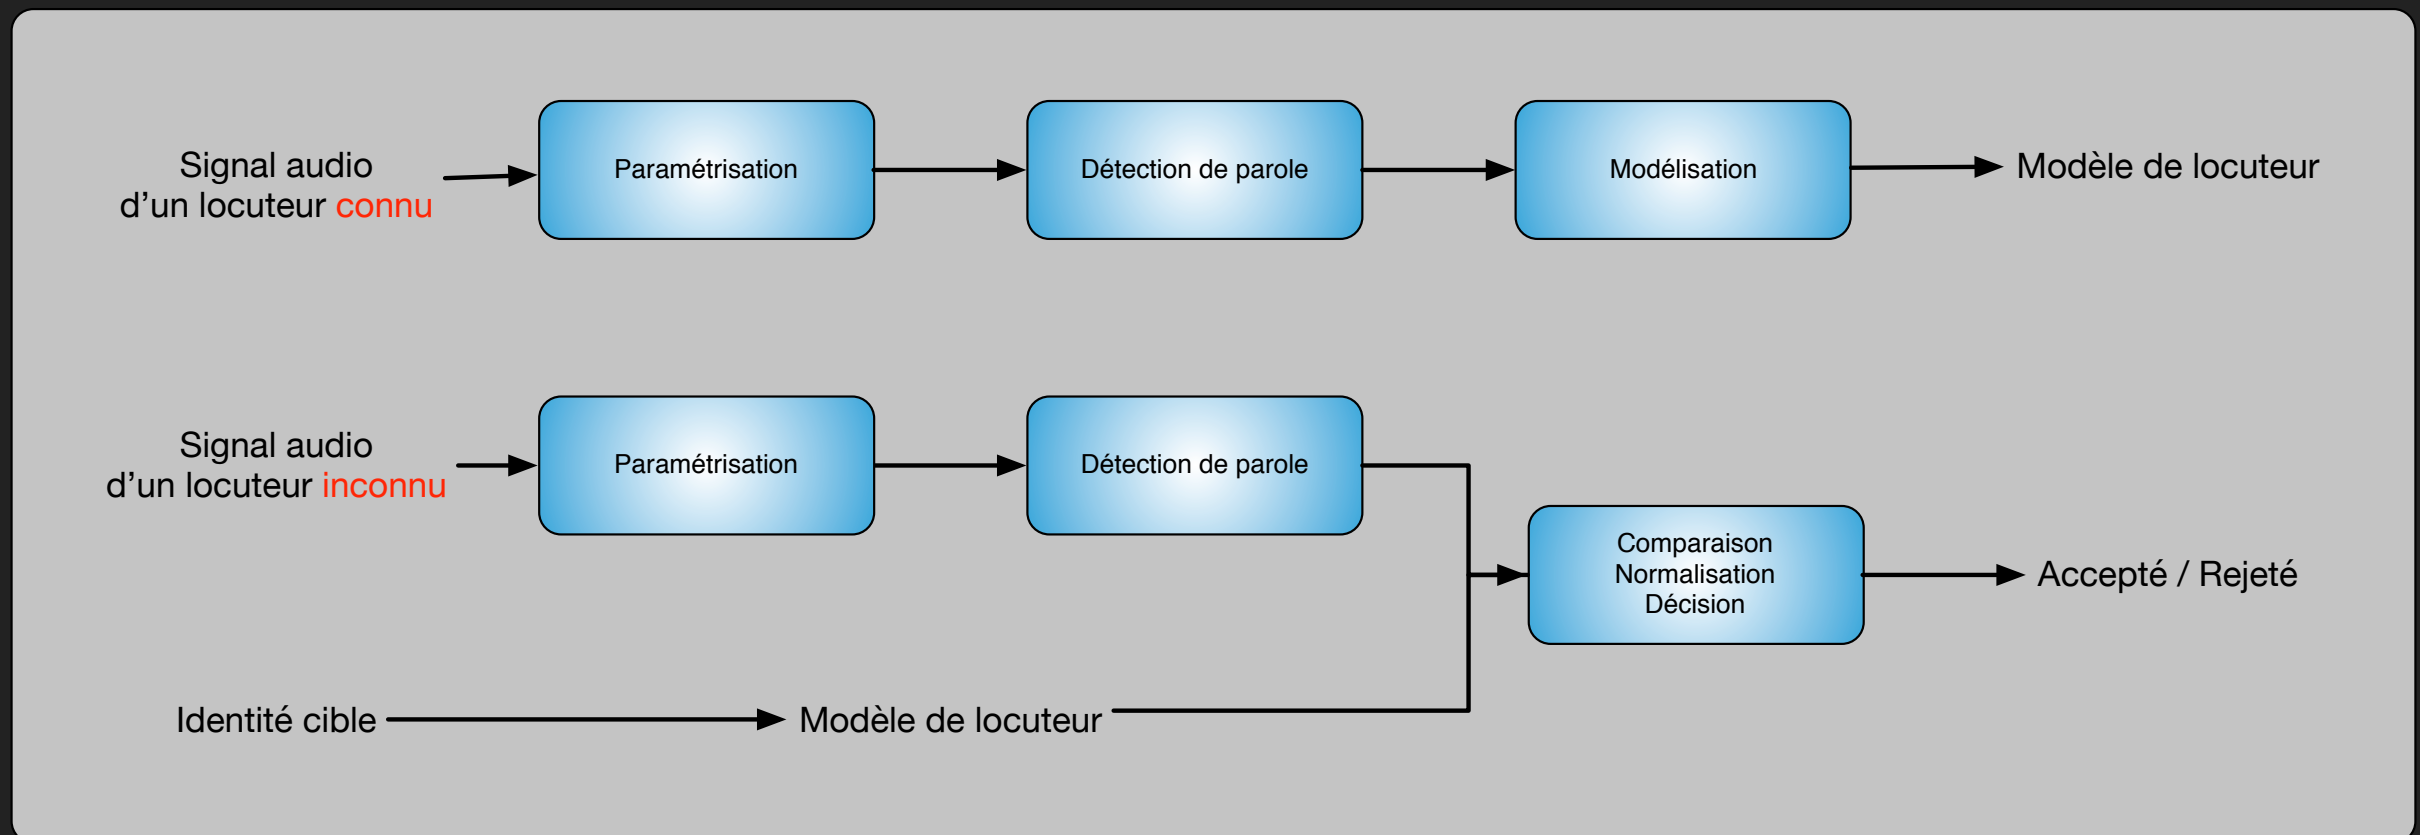 Signal audio
d’un locuteur connu
Paramétrisation
Détection de parole
Modélisation
Modèle de locuteur
Signal audio
d’un locuteur inconnu
Paramétrisation
Détection de parole
Comparaison
Normalisation
Décision
Accepté / Rejeté
Identité cible
Modèle de locuteur